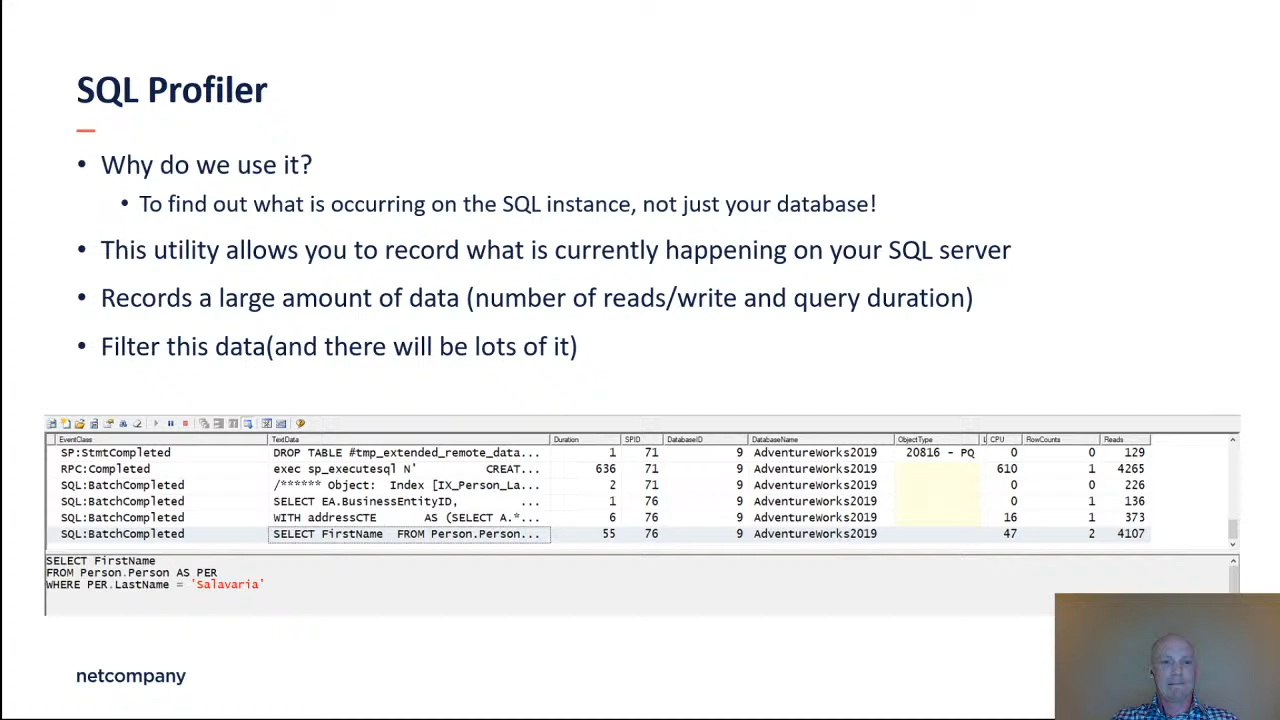 SQL Profiler
• Why do we use it?
• To find out what is occurring on the SQL instance, not just your database!
• This utility allows you to record what is currently happening on your SQL server
• Records a large amount of data (number of reads/write and query duration)
• Filter this data(and there will be lots of it)
EventClass TextData Duration SPID DatabaseID DatabaseName ObjectType L CPU RowCounts Reads
SP:StmtCompleted DROP TABLE #tmp_extended_remote_data... 1 71 9 AdventureWorks2019 20816 - PQ 0 0 129
RPC:Completed exec sp_executesql N' CREAT... 636 71 9 AdventureWorks2019 610 1 4265
SQL:BatchCompleted /****** Object: Index [IX_Person_La... 2 71 9 AdventureWorks2019 0 0 226
SQL:BatchCompleted SELECT EA.BusinessEntityID, ... 1 76 9 AdventureWorks2019 0 1 136
SQL:BatchCompleted WITH addressCTE AS (SELECT A.*... 6 76 9 AdventureWorks2019 16 1 373
SQL:BatchCompleted SELECT FirstName FROM Person.Person... 55 76 9 AdventureWorks2019 47 2 4107
SELECT FirstName
FROM Person.Person AS PER
WHERE PER.LastName = 'Salavaria'
netcompany